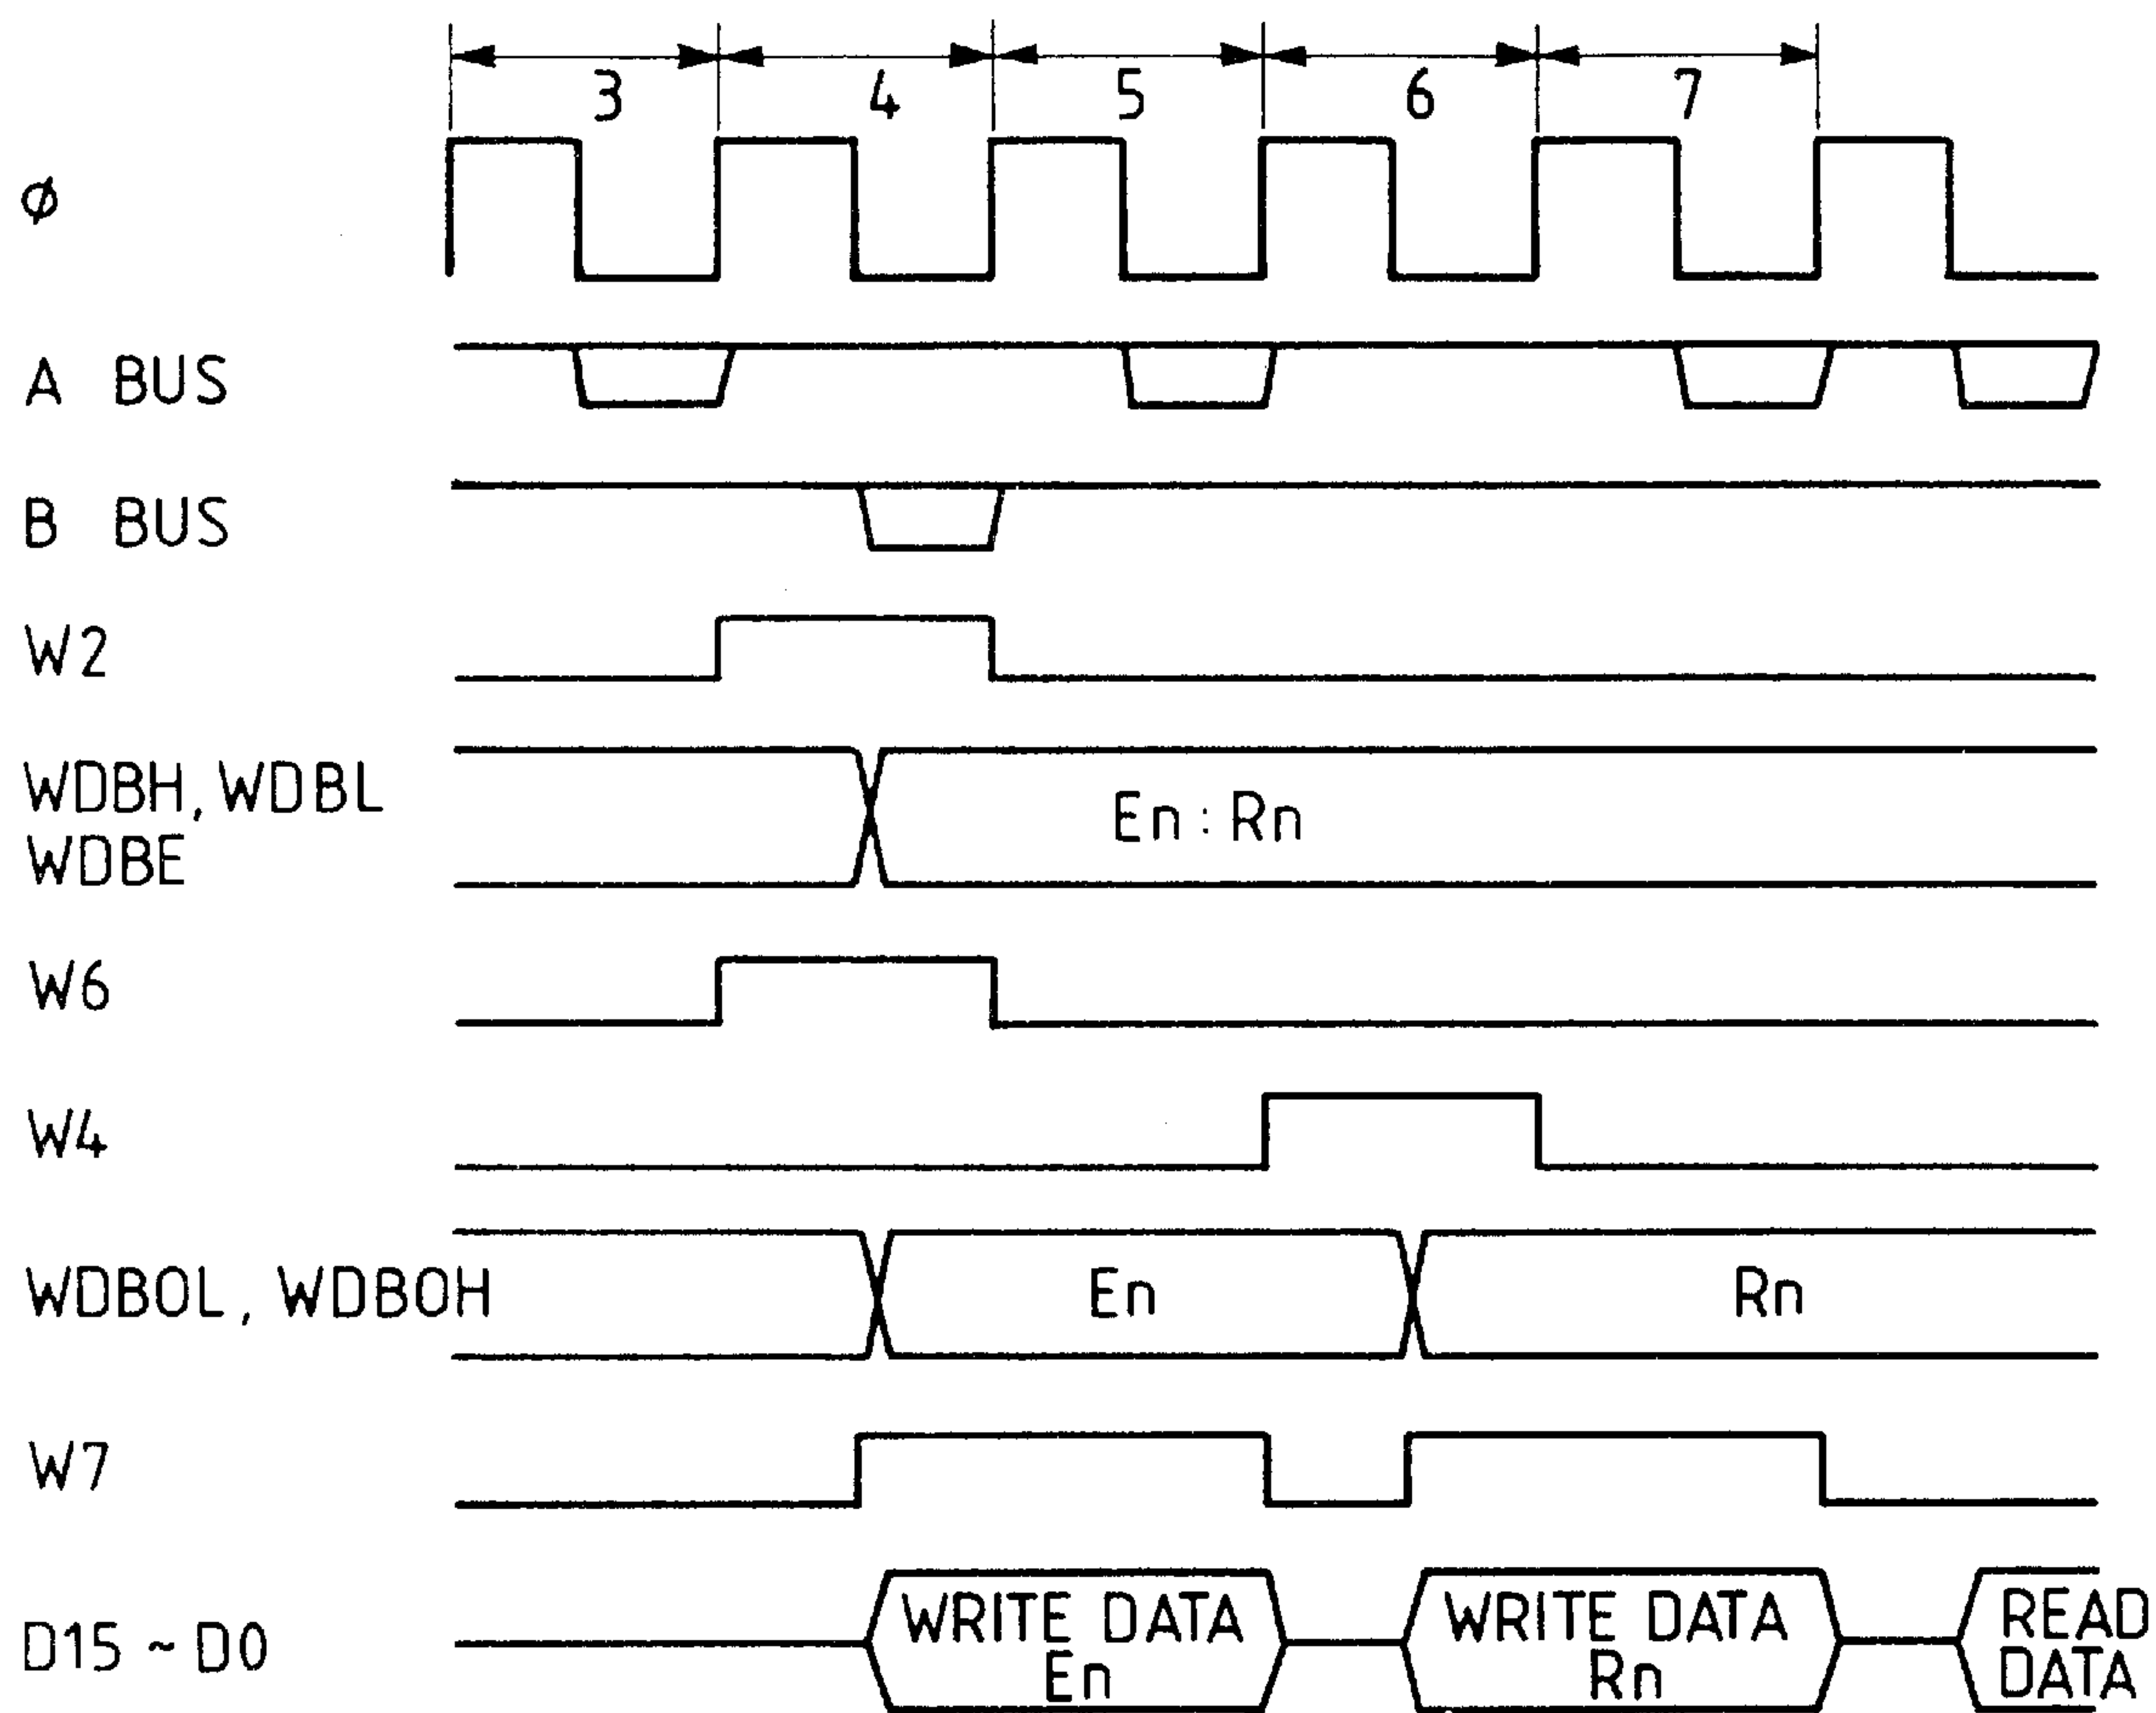 3 4 5 6 7
ø
A BUS
B BUS
W2
WDBH, WDBL
WDBE
En : Rn
W6
W4
WDBOL, WDBOH
En
Rn
W7
D15 ~ D0
WRITE DATA
En
WRITE DATA
Rn
READ
DATA